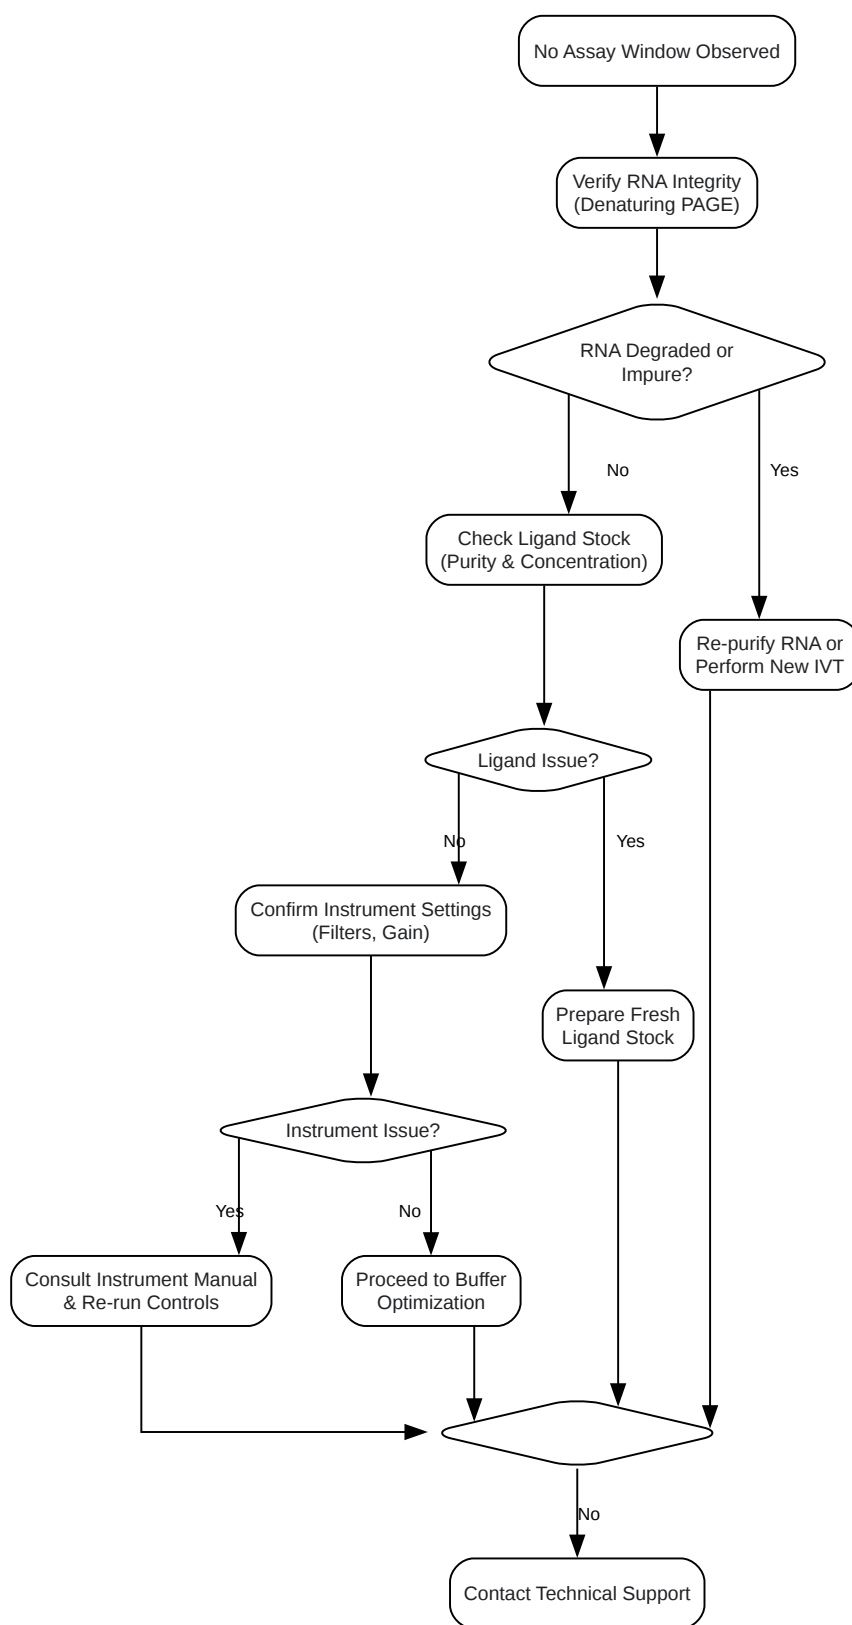 No Assay Window Observed
Verify RNA Integrity
(Denaturing PAGE)
RNA Degraded or
Impure?
No
Yes
Check Ligand Stock
(Purity & Concentration)
Re-purify RNA or
Perform New IVT
Ligand Issue?
No
Yes
Confirm Instrument Settings
(Filters, Gain)
Prepare Fresh
Ligand Stock
Instrument Issue?
Yes
No
Consult Instrument Manual
& Re-run Controls
Proceed to Buffer
Optimization
No
Contact Technical Support